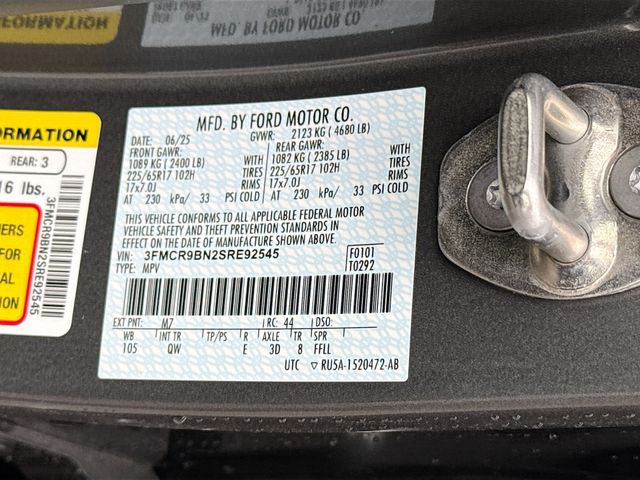 MFD. BY FORD MOTOR CO.
DATE: 06/25 GVWR: 2123 KG ( 4680 LB)
FRONT GAWR: REAR GAWR:
1089 KG ( 2400 LB) 1082 KG ( 2385 LB)
225/65R17 102H TIRES 225/65R17 102H TIRES
17x7.0J RIMS 17x7.0J RIMS
AT 230 kPa/ 33 PSI COLD AT 230 kPa/ 33 PSI COLD
THIS VEHICLE CONFORMS TO ALL APPLICABLE FEDERAL MOTOR
VEHICLE SAFETY AND THEFT PREVENTION STANDARDS IN
EFFECT ON THE DATE OF MANUFACTURE SHOWN ABOVE.
VIN: 3FMCR9BN2SRE92545 F0101
TYPE: MPV T0292
EXT PNT: M7 RC: 44 DSO:
WB INT TR TP/PS R AXLE TR SPR
105 QW E 3D 8 FFLL
UTC ▽ RU5A-1520472-AB
ORMATION
REAR: 3
16 lbs.
3FMCR9BN2SRE92545
IERS
FOR
NAL